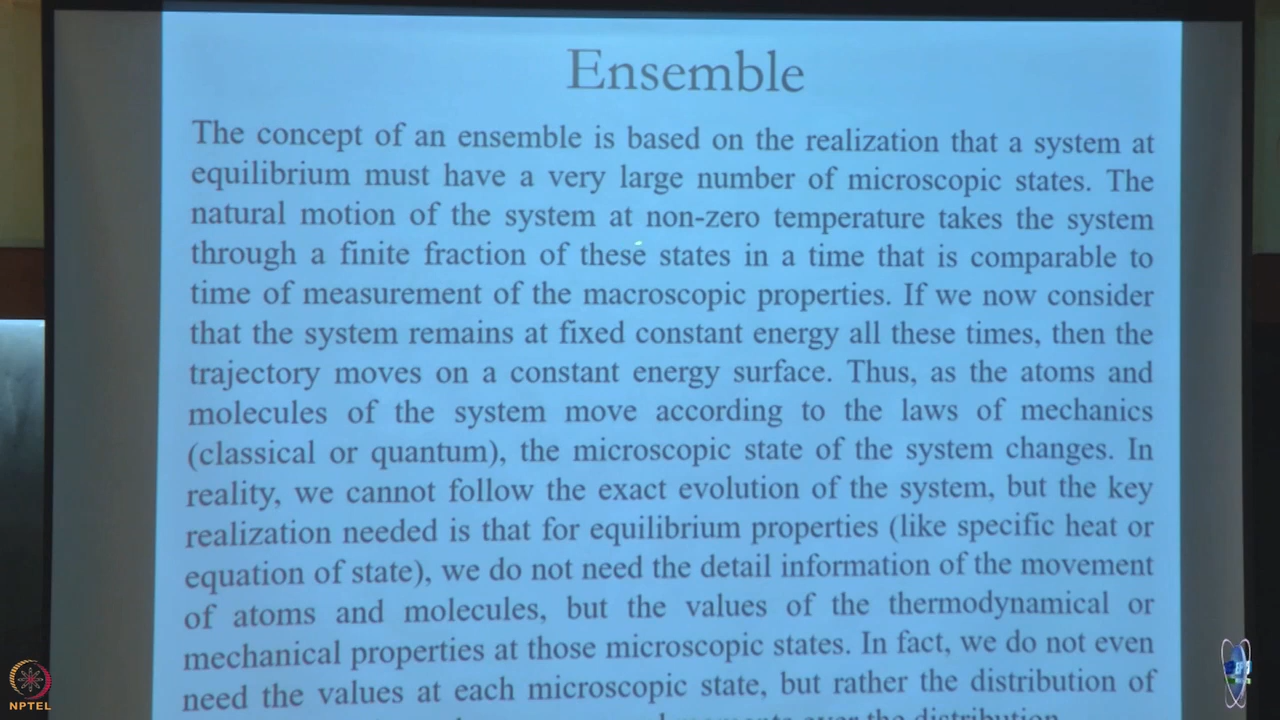 Ensemble
The concept of an ensemble is based on the realization that a system at
equilibrium must have a very large number of microscopic states. The
natural motion of the system at non-zero temperature takes the system
through a finite fraction of these states in a time that is comparable to
time of measurement of the macroscopic properties. If we now consider
that the system remains at fixed constant energy all these times, then the
trajectory moves on a constant energy surface. Thus, as the atoms and
molecules of the system move according to the laws of mechanics
(classical or quantum), the microscopic state of the system changes. In
reality, we cannot follow the exact evolution of the system, but the key
realization needed is that for equilibrium properties (like specific heat or
equation of state), we do not need the detail information of the movement
of atoms and molecules, but the values of the thermodynamical or
mechanical properties at those microscopic states. In fact, we do not even
need the values at each microscopic state, but rather the distribution of
over the distribution.
NPTEL